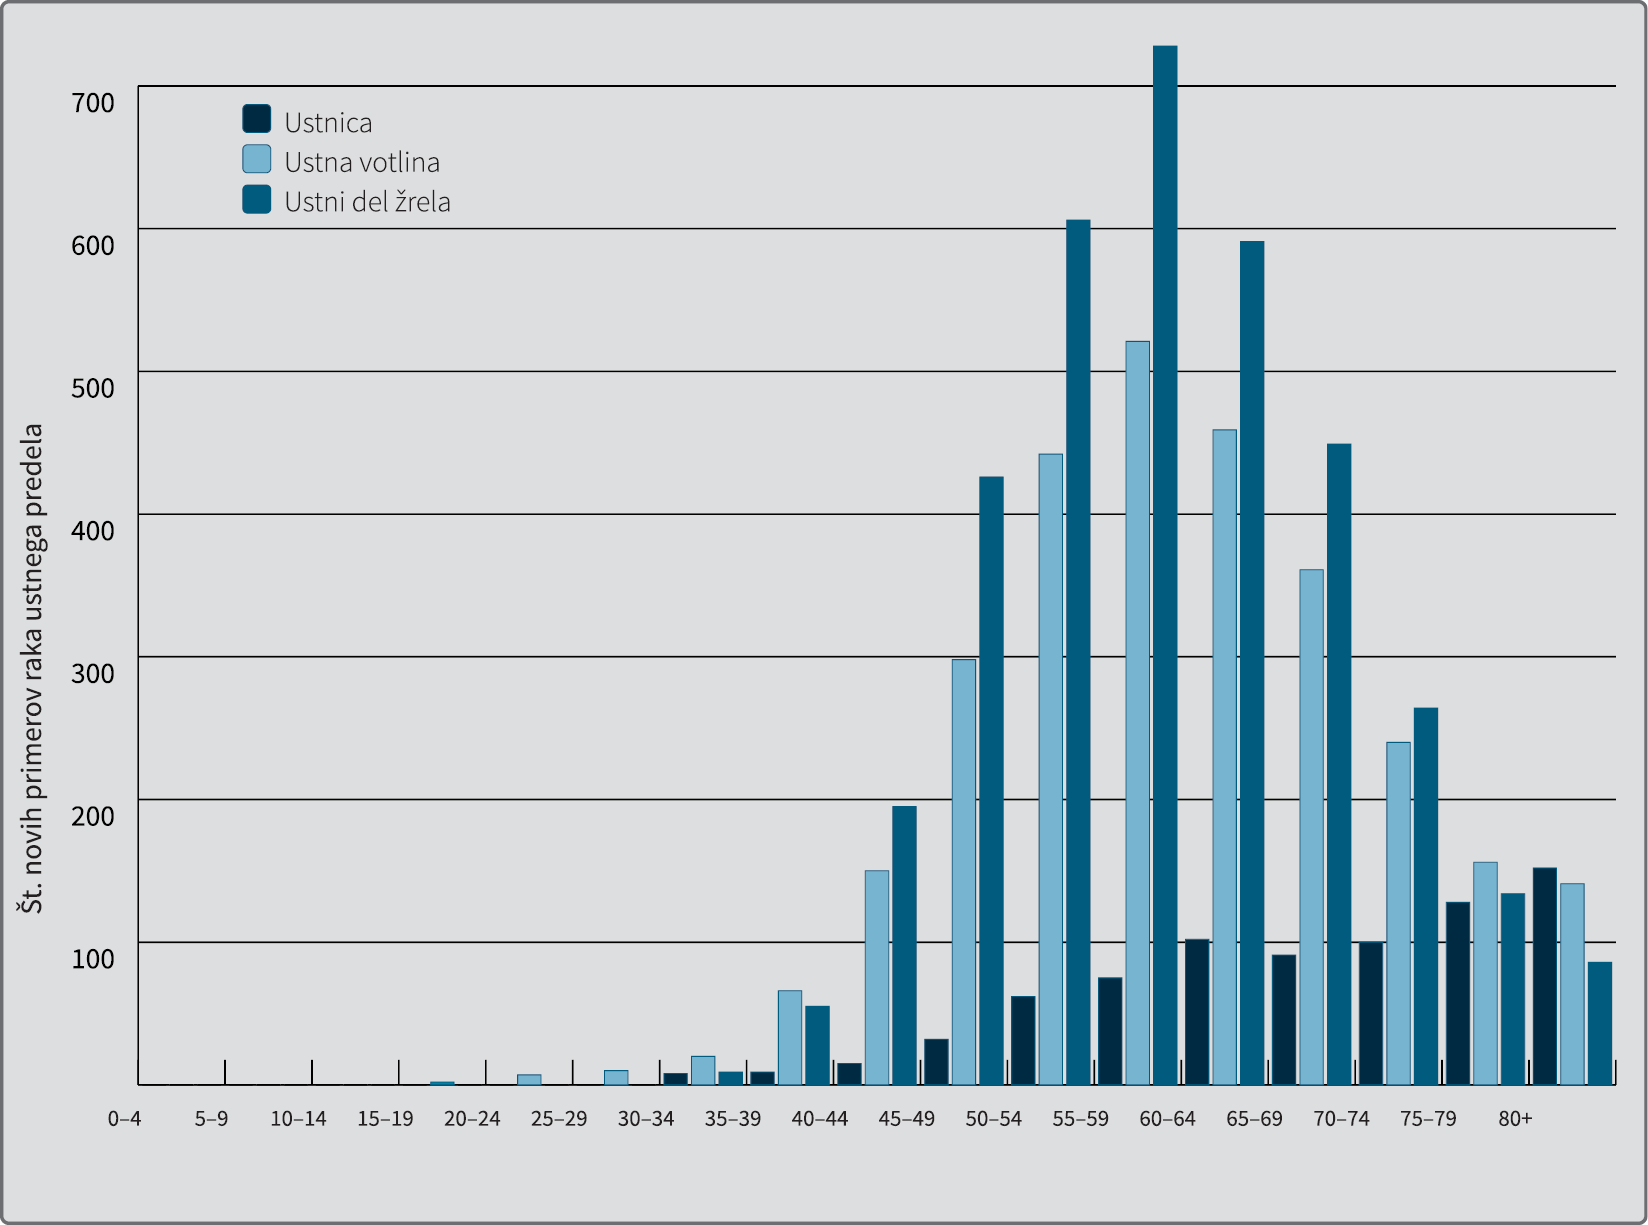 700
600
500
400
300
200
100
Ustnica
Ustna votlina
Ustni del žrela
Št. novih primerov raka ustnega predela
0–4 5–9 10–14 15–19 20–24 25–29 30–34 35–39 40–44 45–49 50–54 55–59 60–64 65–69 70–74 75–79 80+